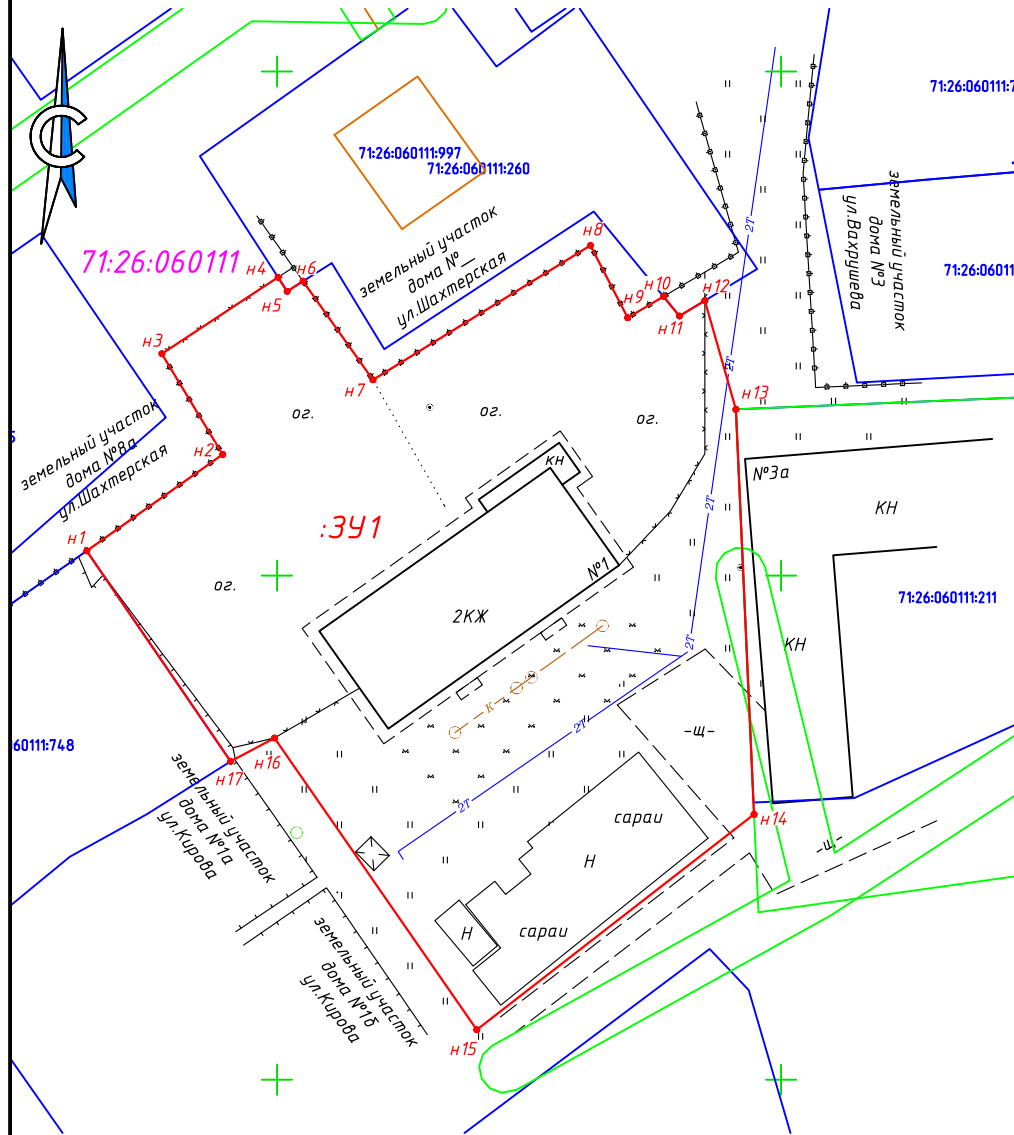 71:26:060111:7
71:26:060111:997
71:26:060111:260
земельный участок
дома №3
ул.Вахрушева
71:26:060111
н4
н6
н5
земельный участок
дома №__
ул.Шахтерская
н8
2Т
71:26:06011
н9
н10
н11
н12
н3
2Т
н7
н13
ог.
ог.
ог.
земельный участок
дома №8а
ул.Шахтерская
н2
КН
№3а
КН
2Т
:ЗУ1
н1
ог.
№1
71:26:060111:211
2КЖ
2Т
КН
К
2Т
-Щ-
60111:748
н16
н17
земельный участок
дома №1а
ул.Кирова
2Т
сараи
н14
-Щ-
Н
Н
сараи
земельный участок
дома №1б
ул.Кирова
н15